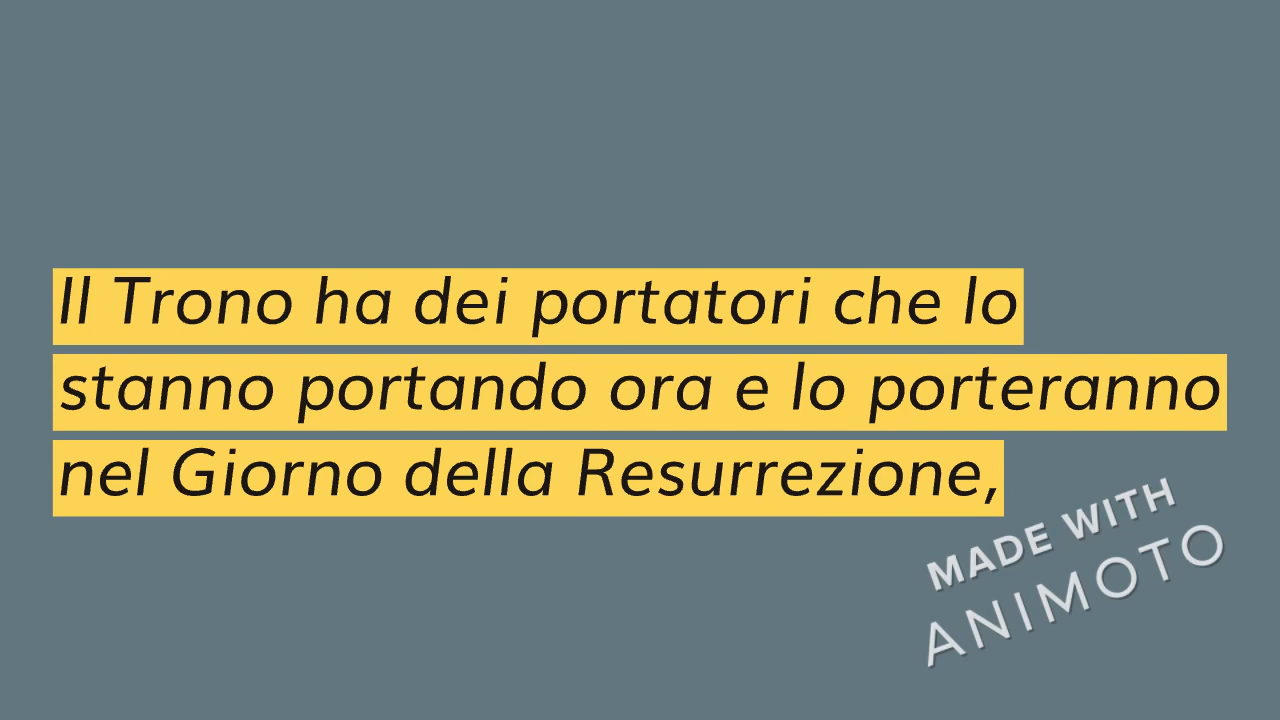 Il Trono ha dei portatori che lo
stanno portando ora e lo porteranno
nel Giorno della Resurrezione,
MADE WITH
ANIMOTO